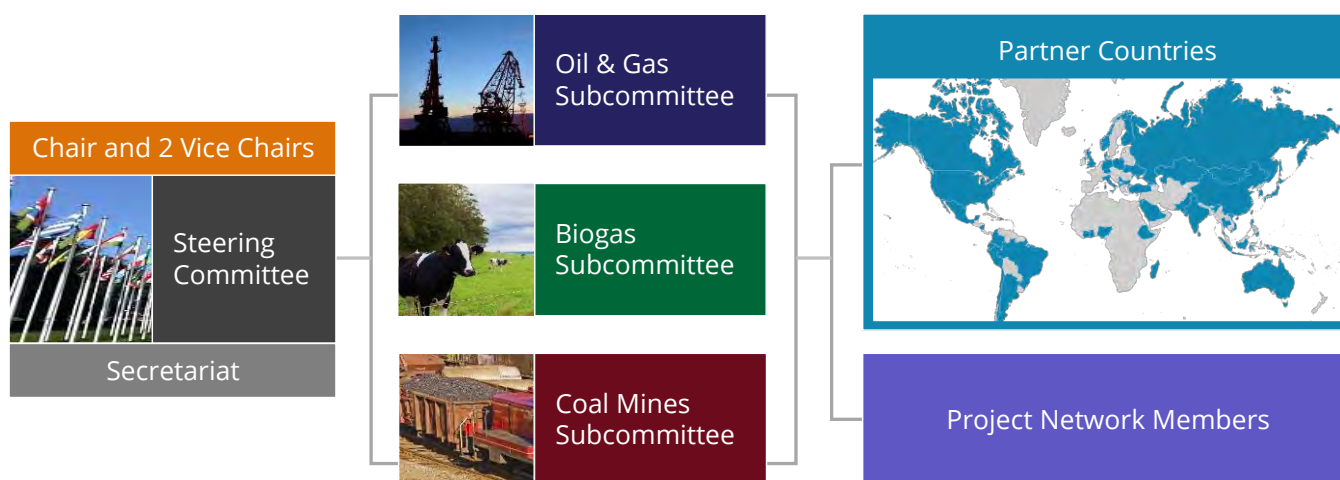 Chair and 2 Vice Chairs
Steering
Committee
Secretariat
Oil & Gas
Subcommittee
Biogas
Subcommittee
Coal Mines
Subcommittee
Partner Countries
Project Network Members